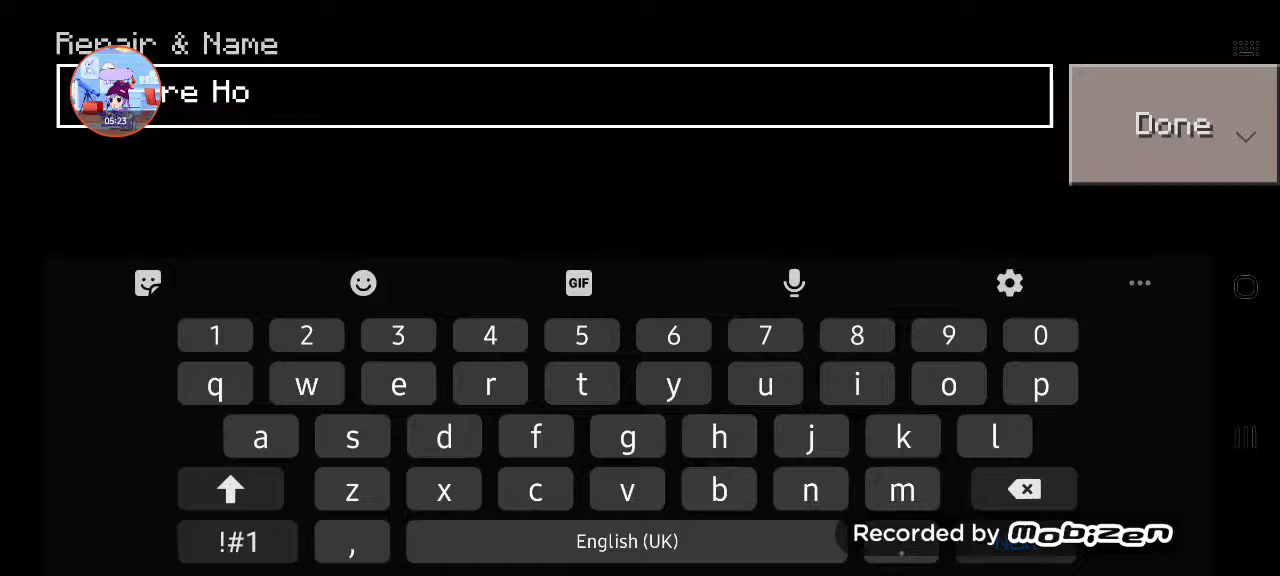 Repair & Name
re Ho
05:23
Done
GIF
1 2 3 4 5 6 7 8 9 0
q w e r t y u i o p
a s d f g h j k l
z x c v b n m
!#1 , English (UK) .
Recorded by Mobizen